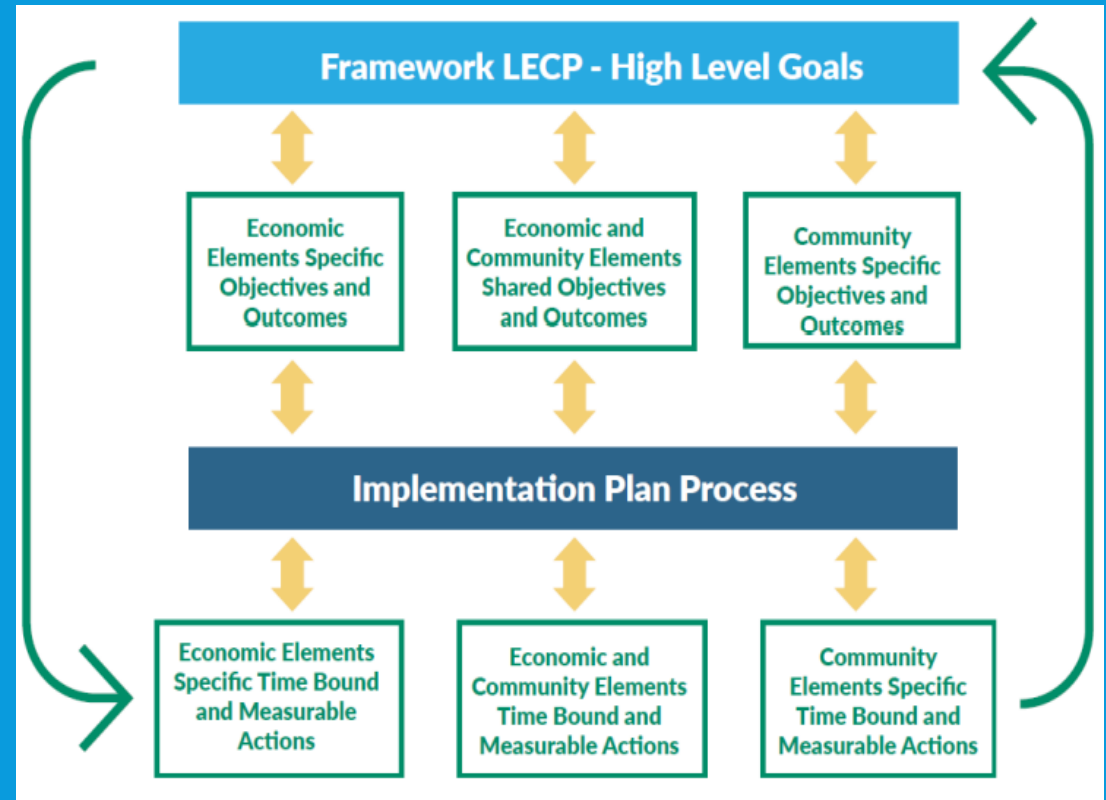 Framework LECP - High Level Goals
Economic
Elements Specific
Objectives and
Outcomes
Economic and
Community Elements
Shared Objectives
and Outcomes
Community
Elements Specific
Objectives and
Outcomes
Implementation Plan Process
Economic Elements
Specific Time Bound
and Measurable
Actions
Economic and
Community Elements
Time Bound and
Measurable Actions
Community
Elements Specific
Time Bound and
Measurable Actions